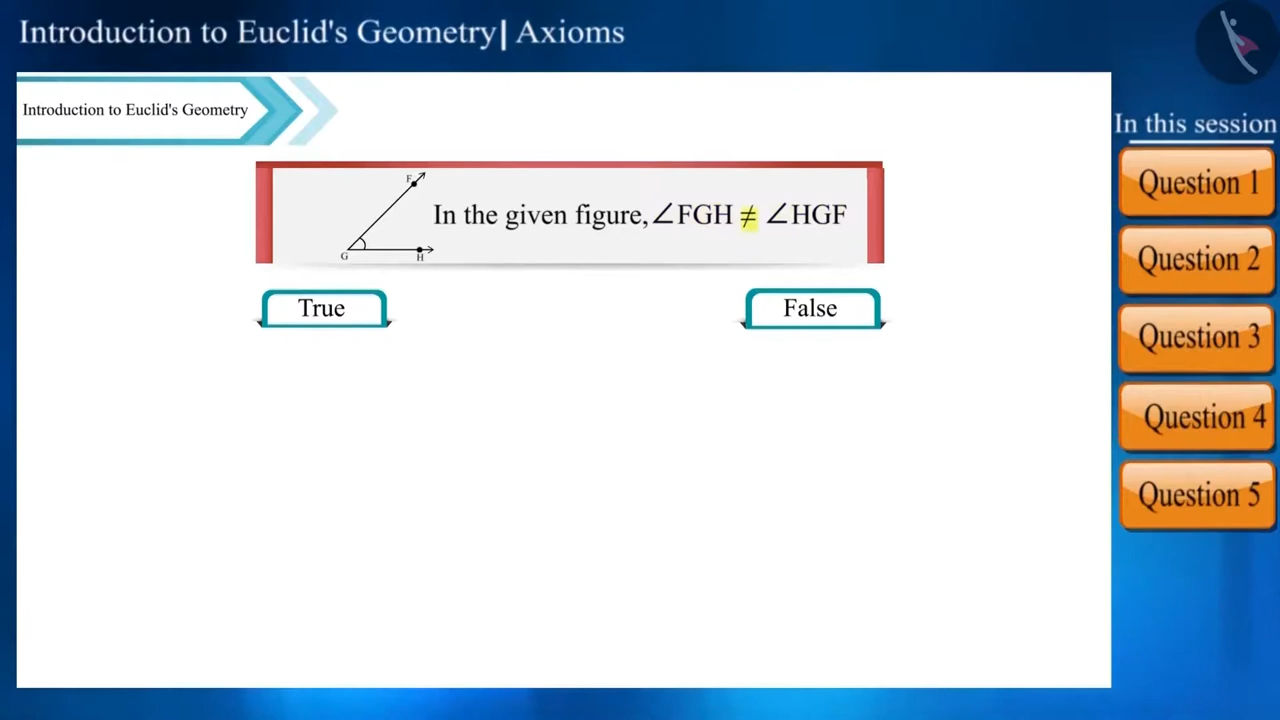 Introduction to Euclid's Geometry| Axioms
Introduction to Euclid's Geometry
In this session
F
G
H
In the given figure,∠FGH ≠ ∠HGF
True
False
Question 1
Question 2
Question 3
Question 4
Question 5